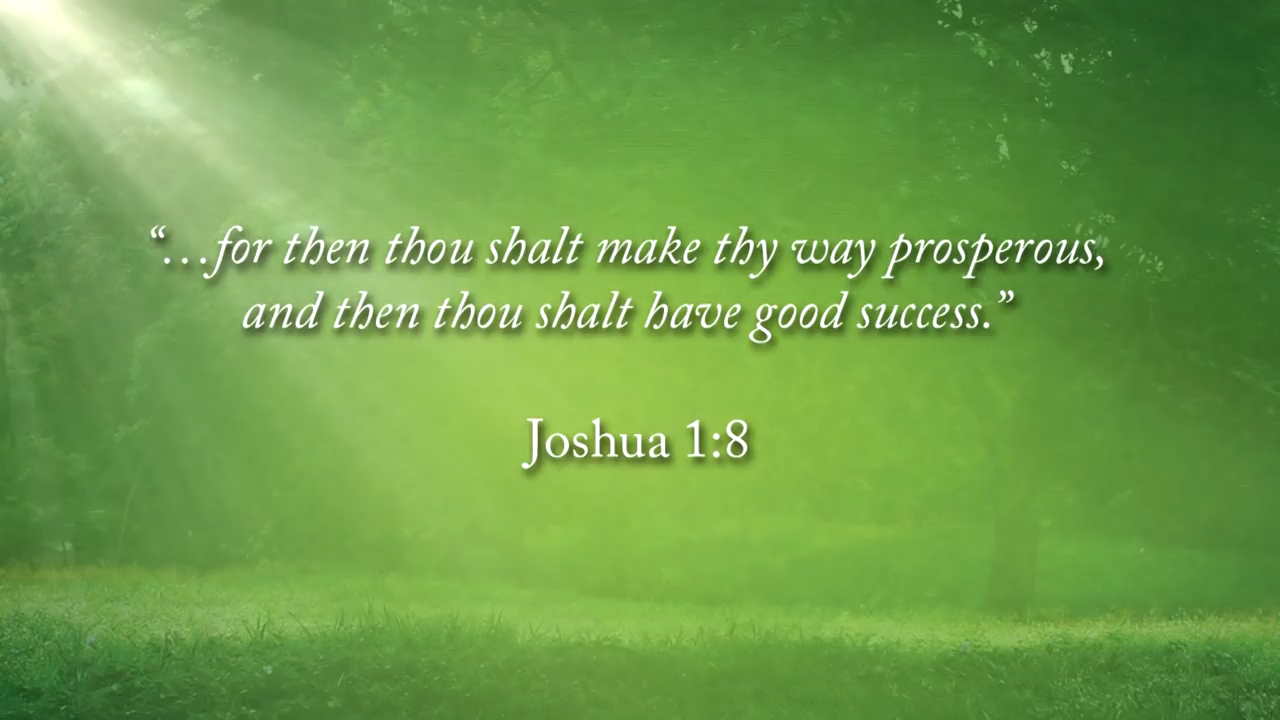 “…for then thou shalt make thy way prosperous,
and then thou shalt have good success.”
Joshua 1:8